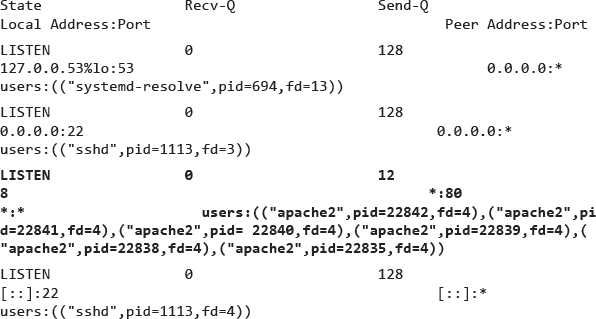 State Recv-Q Send-Q
Local Address:Port Peer Address:Port
LISTEN 0 128
127.0.0.53%lo:53 0.0.0.0:*
users:(("systemd-resolve",pid=694,fd=13))
LISTEN 0 128
0.0.0.0:22 0.0.0.0:*
users:(("sshd",pid=1113,fd=3))
LISTEN 0 12
8 *:80
*:* users:(("apache2",pid=22842,fd=4),("apache2",pi
d=22841,fd=4),("apache2",pid= 22840,fd=4),("apache2",pid=22839,fd=4),(
"apache2",pid=22838,fd=4),("apache2",pid=22835,fd=4))
LISTEN 0 128
[::]:22 [::]:*
users:(("sshd",pid=1113,fd=4))